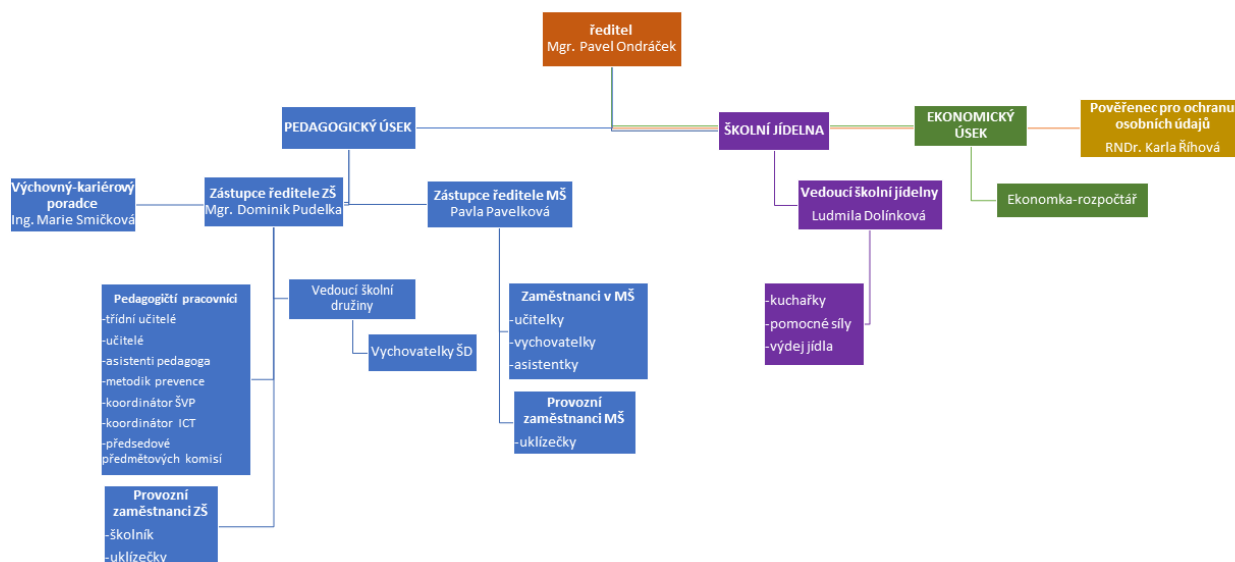 ředitel
Mgr. Pavel Ondráček
PEDAGOGICKÝ ÚSEK
ŠKOLNÍ JÍDELNA
EKONOMICKÝ
ÚSEK
Pověřenec pro ochranu
osobních údajů
RNDr. Karla Říhová
Výchovný-kariérový
poradce
Ing. Marie Smičková
Zástupce ředitele ZŠ
Mgr. Dominik Pudelka
Zástupce ředitele MŠ
Pavla Pavelková
Vedoucí školní jídelny
Ludmila Dolínková
Ekonomka-rozpočtář
Pedagogičtí pracovníci
-třídní učitelé
-učitelé
-asistenti pedagoga
-metodik prevence
-koordinátor ŠVP
-koordinátor ICT
-předsedové
předmětových komisí
Vedoucí školní
družiny
Vychovatelky ŠD
Zaměstnanci v MŠ
-učitelky
-vychovatelky
-asistentky
Provozní
zaměstnanci MŠ
-uklízečky
-kuchařky
-pomocné síly
-výdej jídla
Provozní
zaměstnanci ZŠ
-školník
-uklízečky